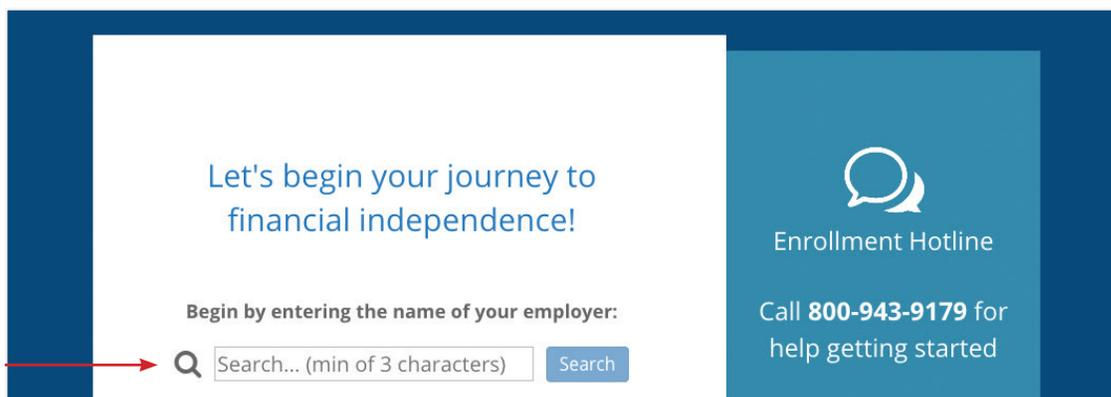 Let's begin your journey to
financial independence!
Begin by entering the name of your employer:
Search... (min of 3 characters)
Search
Enrollment Hotline
Call 800-943-9179 for
help getting started